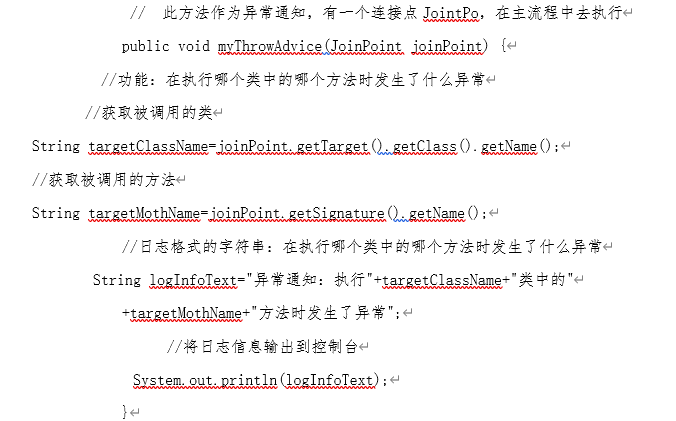 //  此方法作为异常通知，有一个连接点 JointPo，在主流程中去执行↵
public void myThrowAdvice(JoinPoint joinPoint) {↵
//功能：在执行哪个类中的哪个方法时发生了什么异常↵
//获取被调用的类↵
String targetClassName=joinPoint.getTarget().getClass().getName();↵
//获取被调用的方法↵
String targetMothName=joinPoint.getSignature().getName();↵
//日志格式的字符串：在执行哪个类中的哪个方法时发生了什么异常↵
String logInfoText="异常通知：执行"+targetClassName+"类中的"↵
+targetMothName+"方法时发生了异常";↵
//将日志信息输出到控制台↵
System.out.println(logInfoText);↵
}↵